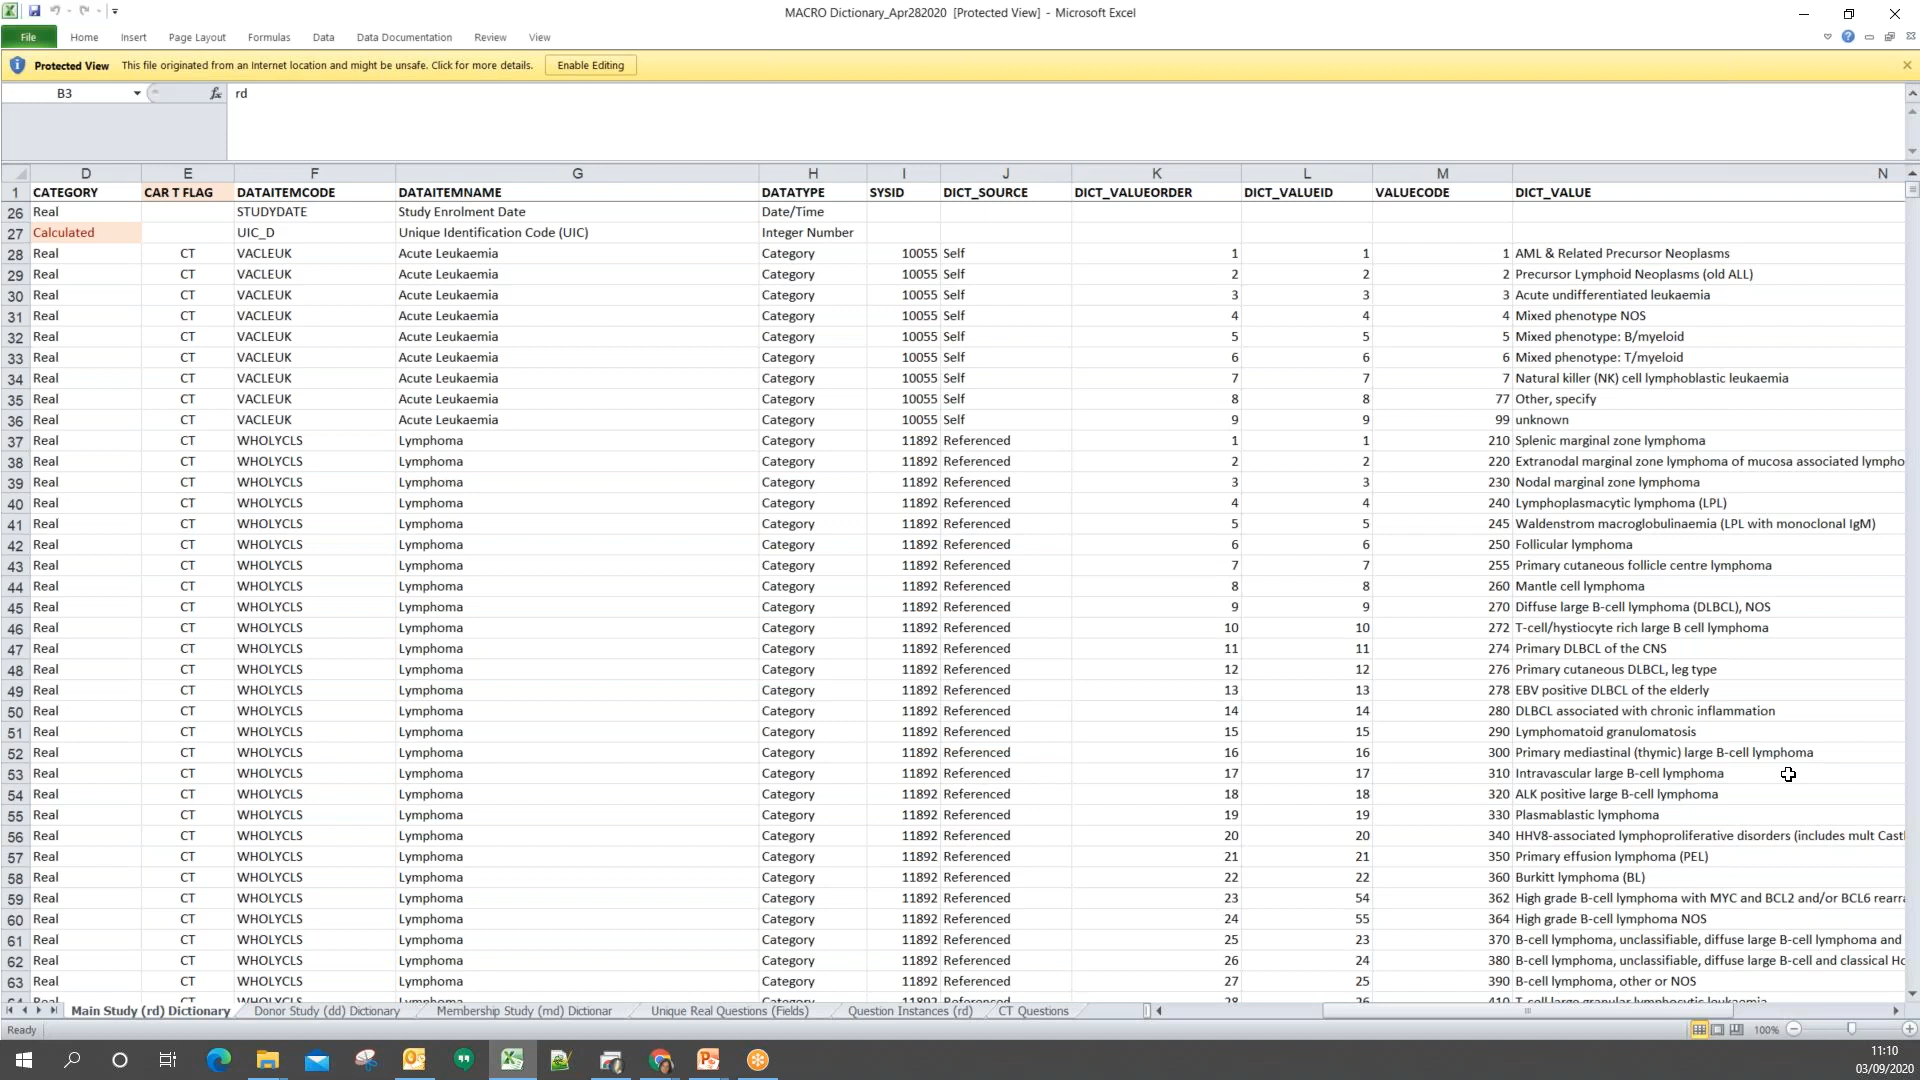 MACRO Dictionary_Apr282020 [Protected View] - Microsoft Excel
File Home Insert Page Layout Formulas Data Data Documentation Review View
Protected View This file originated from an Internet location and might be unsafe. Click for more details. Enable Editing
B3 fx rd
D E F G H I J K L M N
1 CATEGORY CAR T FLAG DATAITEMCODE DATAITEMNAME DATATYPE SYSID DICT_SOURCE DICT_VALUEORDER DICT_VALUEID VALUECODE DICT_VALUE
26 Real STUDYDATE Study Enrolment Date Date/Time
27 Calculated UIC_D Unique Identification Code (UIC) Integer Number
28 Real CT VACLEUK Acute Leukaemia Category 10055 Self 1 1 1 AML & Related Precursor Neoplasms
29 Real CT VACLEUK Acute Leukaemia Category 10055 Self 2 2 2 Precursor Lymphoid Neoplasms (old ALL)
30 Real CT VACLEUK Acute Leukaemia Category 10055 Self 3 3 3 Acute undifferentiated leukaemia
31 Real CT VACLEUK Acute Leukaemia Category 10055 Self 4 4 4 Mixed phenotype NOS
32 Real CT VACLEUK Acute Leukaemia Category 10055 Self 5 5 5 Mixed phenotype: B/myeloid
33 Real CT VACLEUK Acute Leukaemia Category 10055 Self 6 6 6 Mixed phenotype: T/myeloid
34 Real CT VACLEUK Acute Leukaemia Category 10055 Self 7 7 7 Natural killer (NK) cell lymphoblastic leukaemia
35 Real CT VACLEUK Acute Leukaemia Category 10055 Self 8 8 77 Other, specify
36 Real CT VACLEUK Acute Leukaemia Category 10055 Self 9 9 99 unknown
37 Real CT WHOLYCLS Lymphoma Category 11892 Referenced 1 1 210 Splenic marginal zone lymphoma
38 Real CT WHOLYCLS Lymphoma Category 11892 Referenced 2 2 220 Extranodal marginal zone lymphoma of mucosa associated lympho
39 Real CT WHOLYCLS Lymphoma Category 11892 Referenced 3 3 230 Nodal marginal zone lymphoma
40 Real CT WHOLYCLS Lymphoma Category 11892 Referenced 4 4 240 Lymphoplasmacytic lymphoma (LPL)
41 Real CT WHOLYCLS Lymphoma Category 11892 Referenced 5 5 245 Waldenstrom macroglobulinaemia (LPL with monoclonal IgM)
42 Real CT WHOLYCLS Lymphoma Category 11892 Referenced 6 6 250 Follicular lymphoma
43 Real CT WHOLYCLS Lymphoma Category 11892 Referenced 7 7 255 Primary cutaneous follicle centre lymphoma
44 Real CT WHOLYCLS Lymphoma Category 11892 Referenced 8 8 260 Mantle cell lymphoma
45 Real CT WHOLYCLS Lymphoma Category 11892 Referenced 9 9 270 Diffuse large B-cell lymphoma (DLBCL), NOS
46 Real CT WHOLYCLS Lymphoma Category 11892 Referenced 10 10 272 T-cell/hystiocyte rich large B cell lymphoma
47 Real CT WHOLYCLS Lymphoma Category 11892 Referenced 11 11 274 Primary DLBCL of the CNS
48 Real CT WHOLYCLS Lymphoma Category 11892 Referenced 12 12 276 Primary cutaneous DLBCL, leg type
49 Real CT WHOLYCLS Lymphoma Category 11892 Referenced 13 13 278 EBV positive DLBCL of the elderly
50 Real CT WHOLYCLS Lymphoma Category 11892 Referenced 14 14 280 DLBCL associated with chronic inflammation
51 Real CT WHOLYCLS Lymphoma Category 11892 Referenced 15 15 290 Lymphomatoid granulomatosis
52 Real CT WHOLYCLS Lymphoma Category 11892 Referenced 16 16 300 Primary mediastinal (thymic) large B-cell lymphoma
53 Real CT WHOLYCLS Lymphoma Category 11892 Referenced 17 17 310 Intravascular large B-cell lymphoma
54 Real CT WHOLYCLS Lymphoma Category 11892 Referenced 18 18 320 ALK positive large B-cell lymphoma
55 Real CT WHOLYCLS Lymphoma Category 11892 Referenced 19 19 330 Plasmablastic lymphoma
56 Real CT WHOLYCLS Lymphoma Category 11892 Referenced 20 20 340 HHV8-associated lymphoproliferative disorders (includes mult Castl
57 Real CT WHOLYCLS Lymphoma Category 11892 Referenced 21 21 350 Primary effusion lymphoma (PEL)
58 Real CT WHOLYCLS Lymphoma Category 11892 Referenced 22 22 360 Burkitt lymphoma (BL)
59 Real CT WHOLYCLS Lymphoma Category 11892 Referenced 23 54 362 High grade B-cell lymphoma with MYC and BCL2 and/or BCL6 rearra
60 Real CT WHOLYCLS Lymphoma Category 11892 Referenced 24 55 364 High grade B-cell lymphoma NOS
61 Real CT WHOLYCLS Lymphoma Category 11892 Referenced 25 23 370 B-cell lymphoma, unclassifiable, diffuse large B-cell lymphoma and
62 Real CT WHOLYCLS Lymphoma Category 11892 Referenced 26 24 380 B-cell lymphoma, unclassifiable, diffuse large B-cell and classical Ho
63 Real CT WHOLYCLS Lymphoma Category 11892 Referenced 27 25 390 B-cell lymphoma, other or NOS
64 Real CT WHOLYCLS Lymphoma Category 11892 Referenced 28 26 410 T-cell large granular lymphocytic leukaemia
Main Study (rd) Dictionary Donor Study (dd) Dictionary Membership Study (md) Dictionar Unique Real Questions (Fields) Question Instances (rd) CT Questions
Ready 100%
11:10
03/09/2020